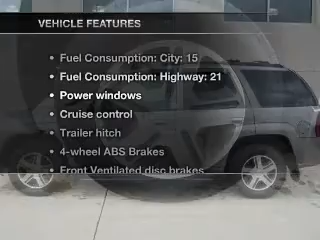 VEHICLE FEATURES
• Fuel Consumption: City: 15
• Fuel Consumption: Highway: 21
• Power windows
• Cruise control
• Trailer hitch
• 4-wheel ABS Brakes
• Front Ventilated disc brakes